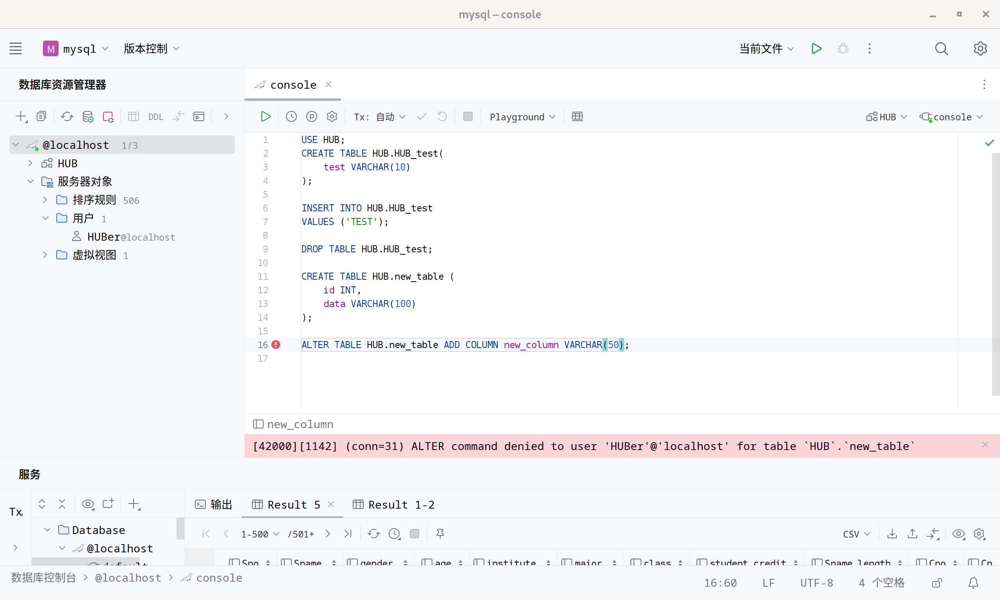 mysql – console
M mysql 版本控制 当前文件
数据库资源管理器
console
DDL
Tx: 自动 Playground HUB console
@localhost 1/3
HUB
服务器对象
排序规则 506
用户 1
HUBer@localhost
虚拟视图 1
1 USE HUB;
2 CREATE TABLE HUB.HUB_test(
3 test VARCHAR(10)
4 );
5
6 INSERT INTO HUB.HUB_test
7 VALUES ('TEST');
8
9 DROP TABLE HUB.HUB_test;
10
11 CREATE TABLE HUB.new_table (
12 id INT,
13 data VARCHAR(100)
14 );
15
16 ALTER TABLE HUB.new_table ADD COLUMN new_column VARCHAR(50);
17
new_column
[42000][1142] (conn=31) ALTER command denied to user 'HUBer'@'localhost' for table `HUB`.`new_table`
服务
Tx
Database
@localhost
default
输出 Result 5 Result 1-2
1-500 /501+ CSV
Sno Sname gender age institute major class student_credit Sname_length Cno Cn
数据库控制台 > @localhost > console
16:60 LF UTF-8 4 个空格